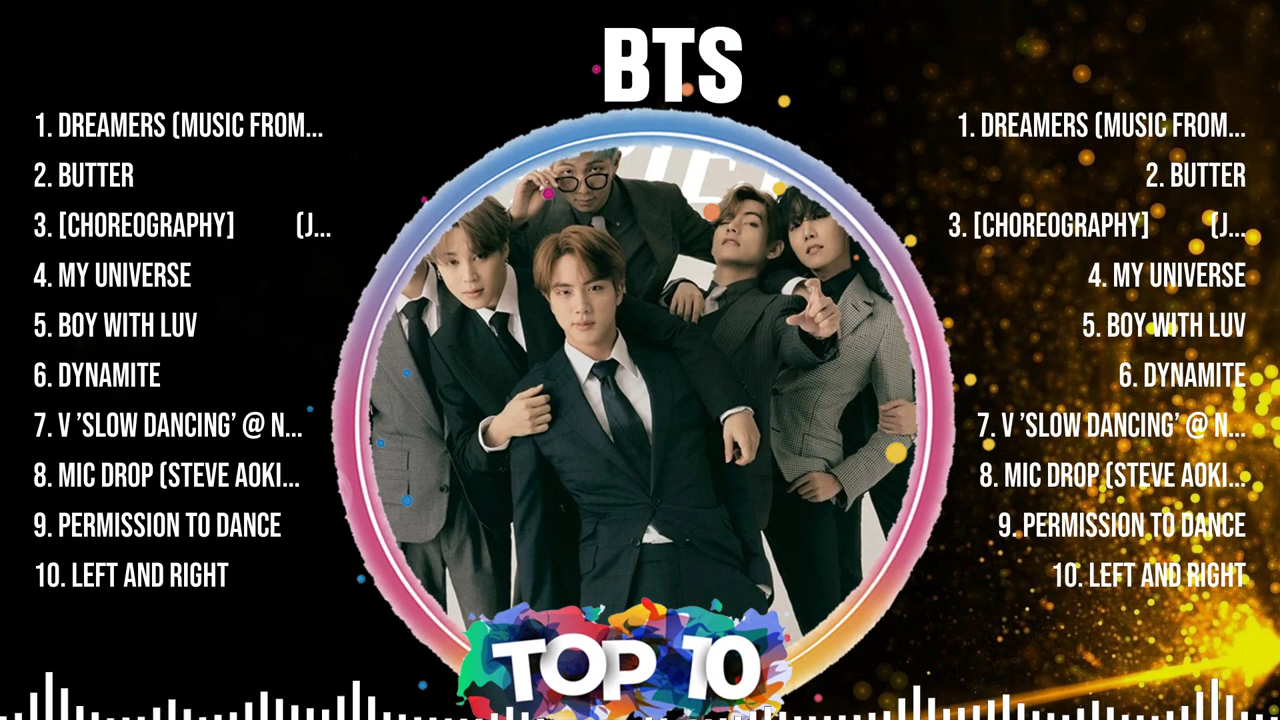 BTS
1. DREAMERS (MUSIC FROM...
2. BUTTER
3. [CHOREOGRAPHY] (J...
4. MY UNIVERSE
5. BOY WITH LUV
6. DYNAMITE
7. V 'SLOW DANCING' @ N...
8. MIC DROP (STEVE AOKI...
9. PERMISSION TO DANCE
10. LEFT AND RIGHT
1. DREAMERS (MUSIC FROM...
2. BUTTER
3. [CHOREOGRAPHY] (J...
4. MY UNIVERSE
5. BOY WITH LUV
6. DYNAMITE
7. V 'SLOW DANCING' @ N...
8. MIC DROP (STEVE AOKI...
9. PERMISSION TO DANCE
10. LEFT AND RIGHT
TOP 10